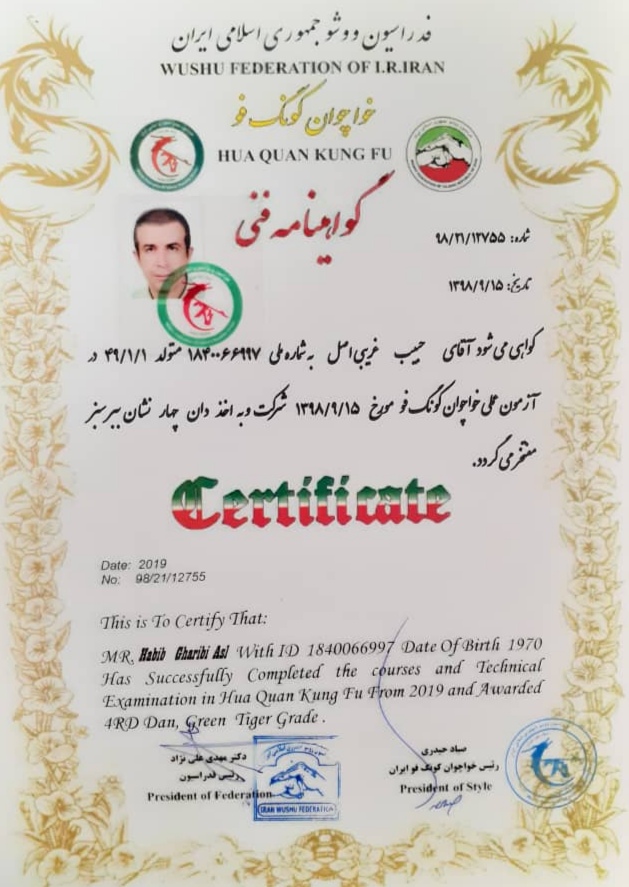 فدراسیون ووشو جمهوری اسلامی ایران
WUSHU FEDERATION OF I.R.IRAN
خواچوان کونگ فو
HUA QUAN KUNG FU
گواهینامه فنی
شماره: ۹۸/۲۱/۱۲۷۵۵
تاریخ: ۱۳۹۸/۹/۱۵
گواهی می شود آقای حبیب غریبی اصل به شماره ملی ۱۸۴۰۰۶۶۹۹۷ متولد ۴۹/۱/۱ در
آزمون ملی خواچوان کونگ فو مورخ ۱۳۹۸/۹/۱۵ شرکت و به اخذ دان چهار نشان ببر سبز
مفتخر می گردد.
Certificate
Date: 2019
No: 98/21/12755
This is To Certify That:
MR. Habib Gharibi Asl With ID 1840066997 Date Of Birth 1970
Has Successfully Completed the courses and Technical
Examination in Hua Quan Kung Fu From 2019 and Awarded
4RD Dan, Green Tiger Grade .
دکتر مهدی علی نژاد
رئیس فدراسیون
President of Federation
IRAN WUSHU FEDERATION
صیاد حیدری
رئیس خواچوان کونگ فو ایران
President of Style